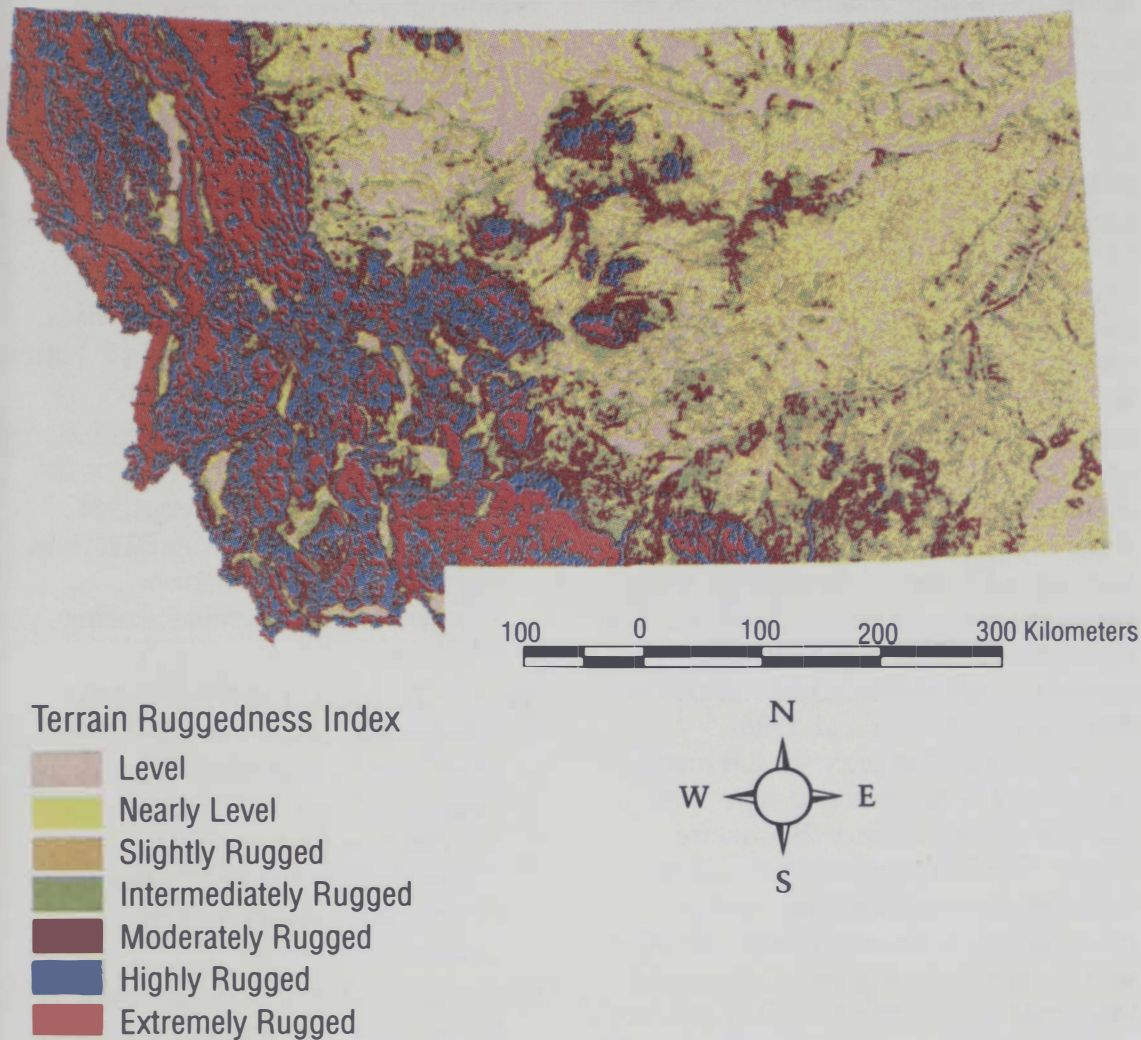 100 0 100 200 300 Kilometers
Terrain Ruggedness Index
Level
Nearly Level
Slightly Rugged
Intermediately Rugged
Moderately Rugged
Highly Rugged
Extremely Rugged
N
W E
S